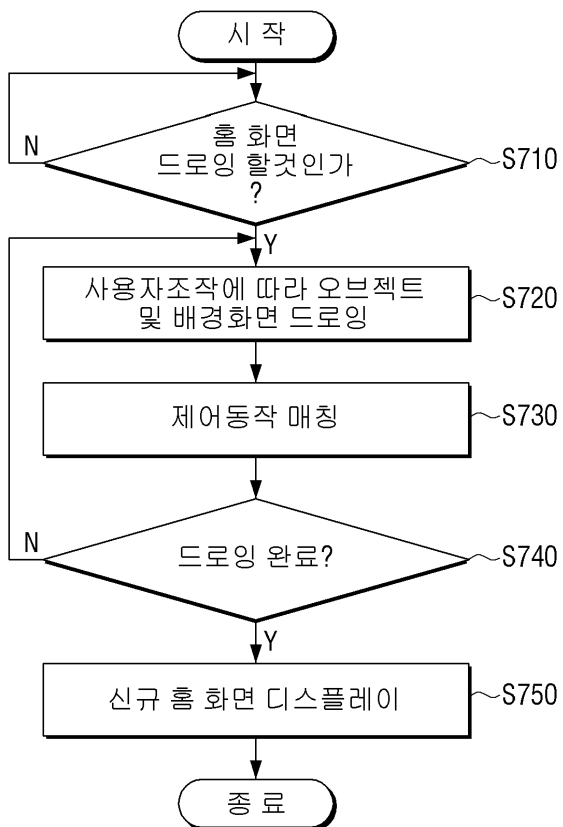 시 작
홈 화면
드로잉 할것인가
?
N
S710
Y
사용자조작에 따라 오브젝트
및 배경화면 드로잉
S720
제어동작 매칭
S730
드로잉 완료?
N
S740
Y
신규 홈 화면 디스플레이
S750
종 료